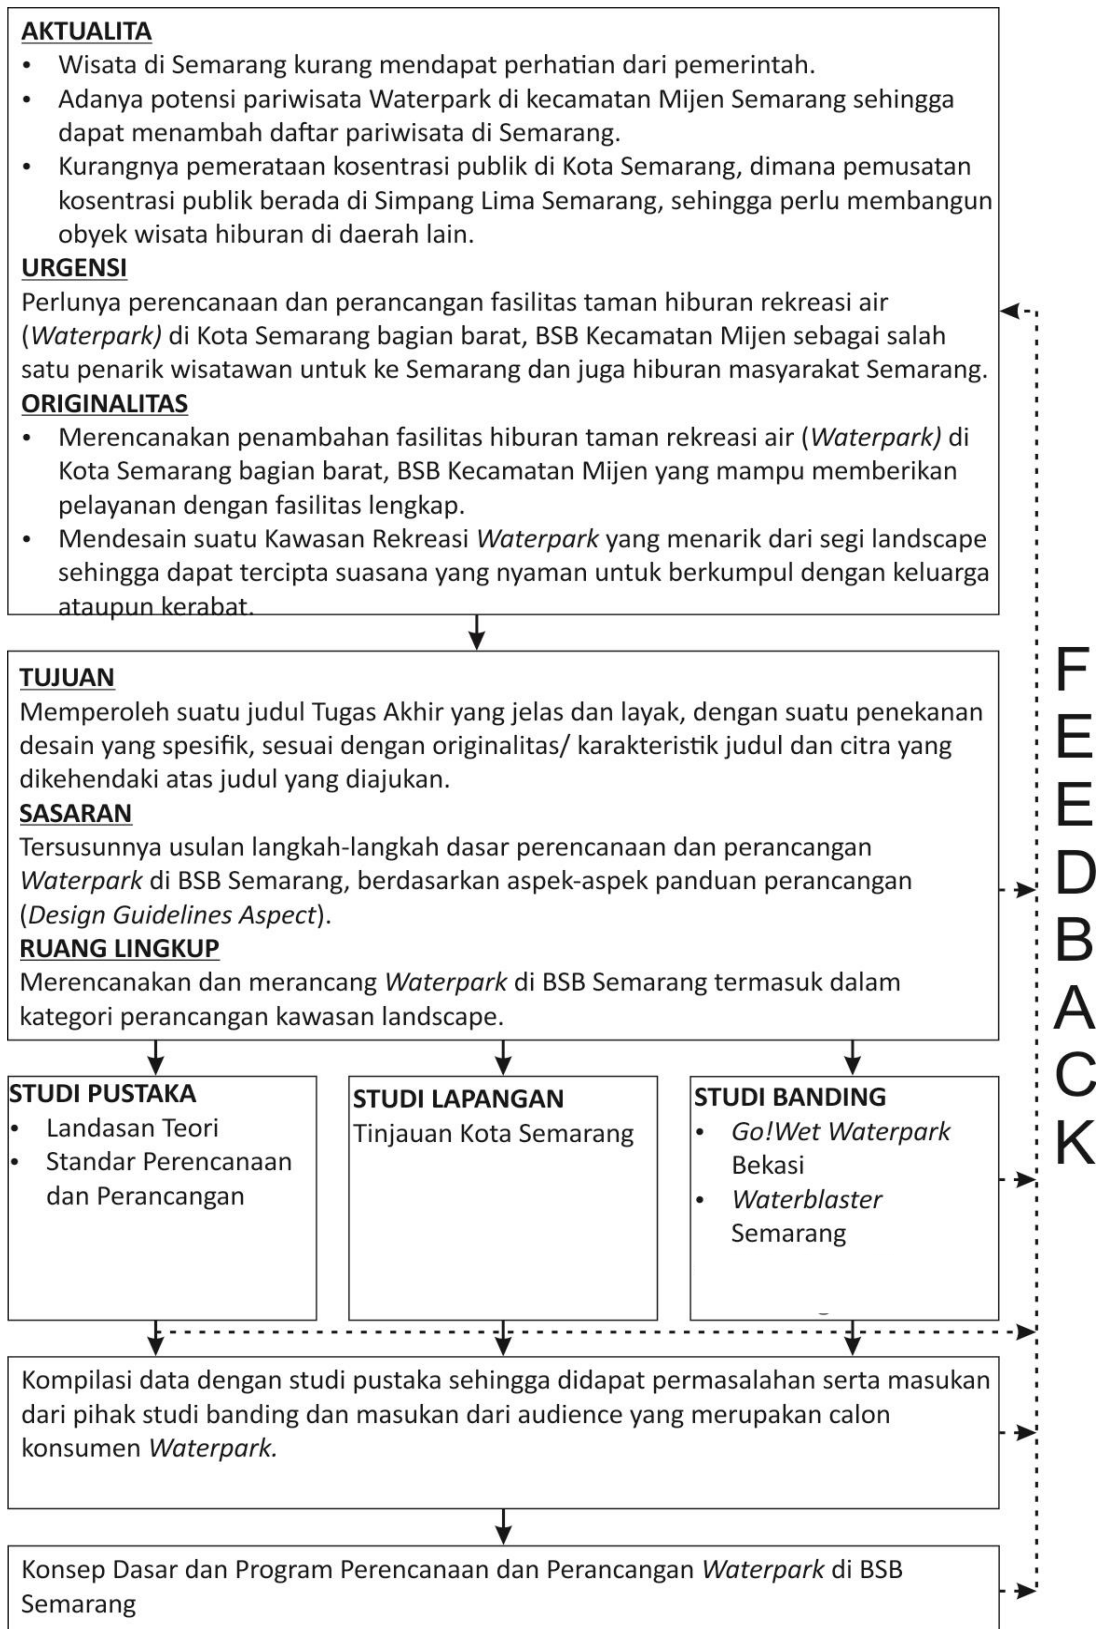 AKTUALITA
• Wisata di Semarang kurang mendapat perhatian dari pemerintah.
• Adanya potensi pariwisata Waterpark di kecamatan Mijen Semarang sehingga
dapat menambah daftar pariwisata di Semarang.
• Kurangnya pemerataan kosentrasi publik di Kota Semarang, dimana pemusatan
kosentrasi publik berada di Simpang Lima Semarang, sehingga perlu membangun
obyek wisata hiburan di daerah lain.
URGENSI
Perlunya perencanaan dan perancangan fasilitas taman hiburan rekreasi air
(Waterpark) di Kota Semarang bagian barat, BSB Kecamatan Mijen sebagai salah
satu penarik wisatawan untuk ke Semarang dan juga hiburan masyarakat Semarang.
ORIGINALITAS
• Merencanakan penambahan fasilitas hiburan taman rekreasi air (Waterpark) di
Kota Semarang bagian barat, BSB Kecamatan Mijen yang mampu memberikan
pelayanan dengan fasilitas lengkap.
• Mendesain suatu Kawasan Rekreasi Waterpark yang menarik dari segi landscape
sehingga dapat tercipta suasana yang nyaman untuk berkumpul dengan keluarga
ataupun kerabat.
TUJUAN
Memperoleh suatu judul Tugas Akhir yang jelas dan layak, dengan suatu penekanan
desain yang spesifik, sesuai dengan originalitas/ karakteristik judul dan citra yang
dikehendaki atas judul yang diajukan.
SASARAN
Tersusunnya usulan langkah-langkah dasar perencanaan dan perancangan
Waterpark di BSB Semarang, berdasarkan aspek-aspek panduan perancangan
(Design Guidelines Aspect).
RUANG LINGKUP
Merencanakan dan merancang Waterpark di BSB Semarang termasuk dalam
kategori perancangan kawasan landscape.
STUDI PUSTAKA
• Landasan Teori
• Standar Perencanaan
dan Perancangan
STUDI LAPANGAN
Tinjauan Kota Semarang
STUDI BANDING
• Go!Wet Waterpark
Bekasi
• Waterblaster
Semarang
Kompilasi data dengan studi pustaka sehingga didapat permasalahan serta masukan
dari pihak studi banding dan masukan dari audience yang merupakan calon
konsumen Waterpark.
Konsep Dasar dan Program Perencanaan dan Perancangan Waterpark di BSB
Semarang
F
E
E
D
B
A
C
K